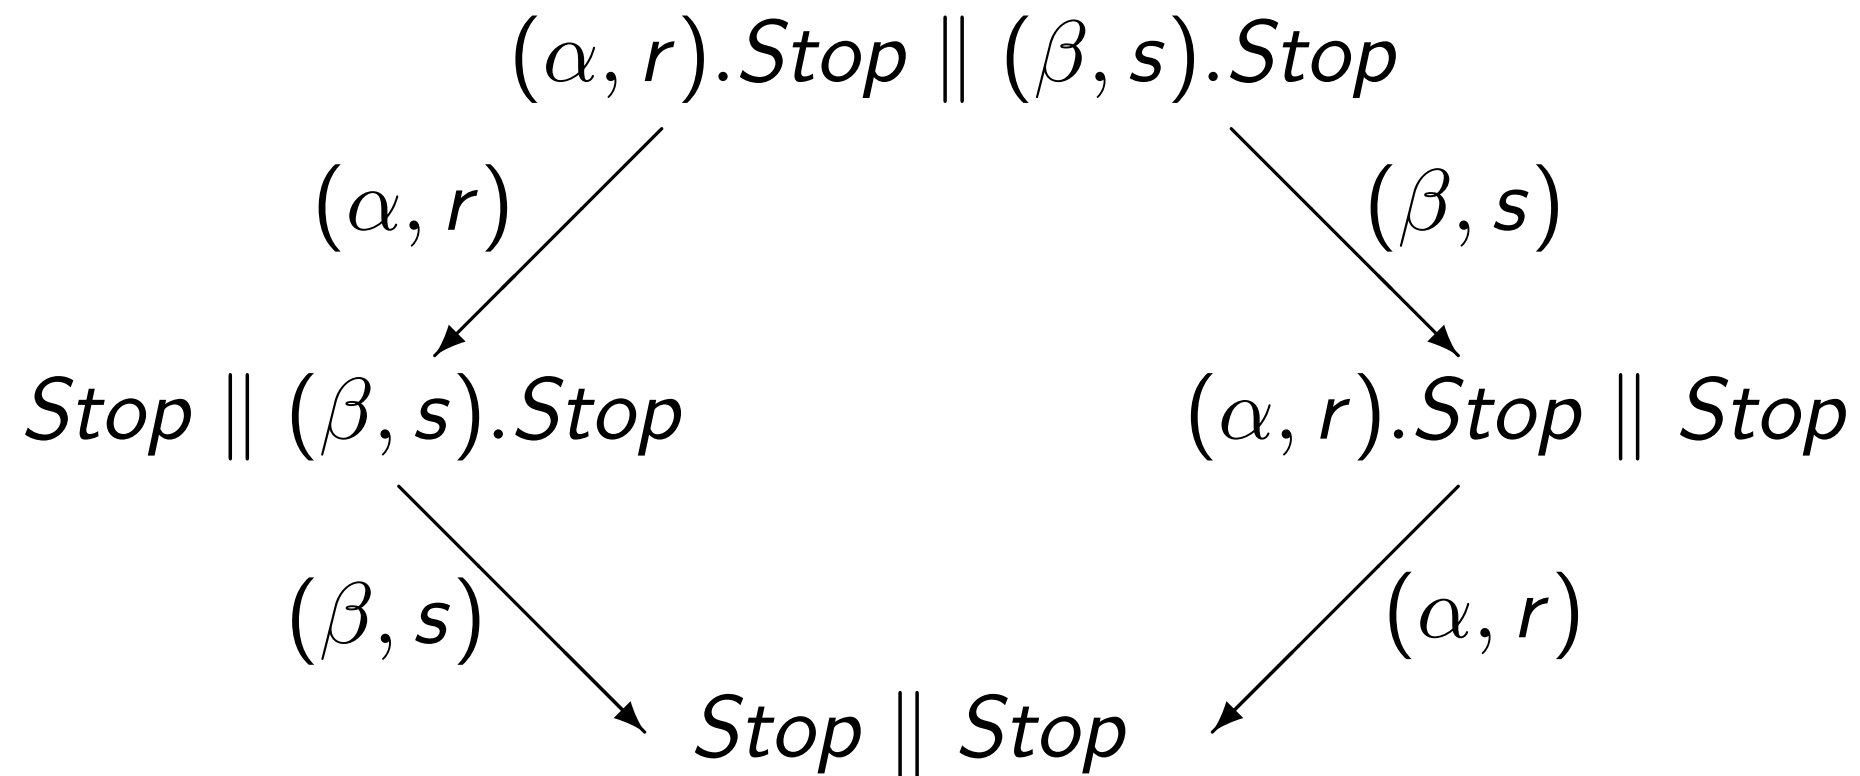 (α, r).Stop ∥ (β, s).Stop
(α, r) (β, s)
Stop ∥ (β, s).Stop (α, r).Stop ∥ Stop
(β, s) (α, r)
Stop ∥ Stop